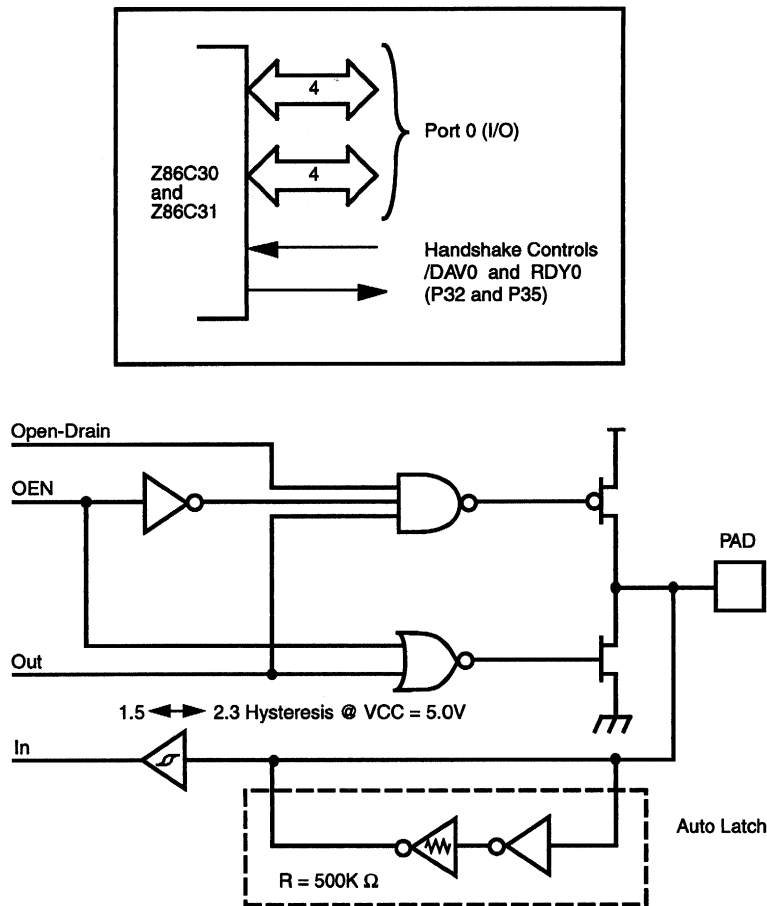 4
Port 0 (I/O)
4
Z86C30
and
Z86C31
Handshake Controls
/DAV0 and RDY0
(P32 and P35)
Open-Drain
OEN
PAD
Out
1.5 2.3 Hysteresis @ VCC = 5.0V
In
Auto Latch
R = 500K Ω